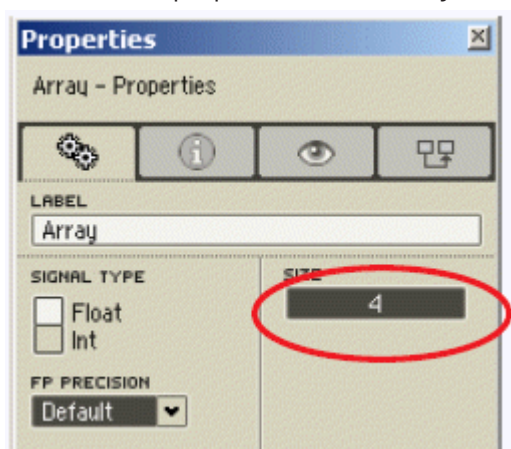 Properties
Array - Properties
LABEL
Array
SIGNAL TYPE
Float
Int
FP PRECISION
Default
SIZE
4